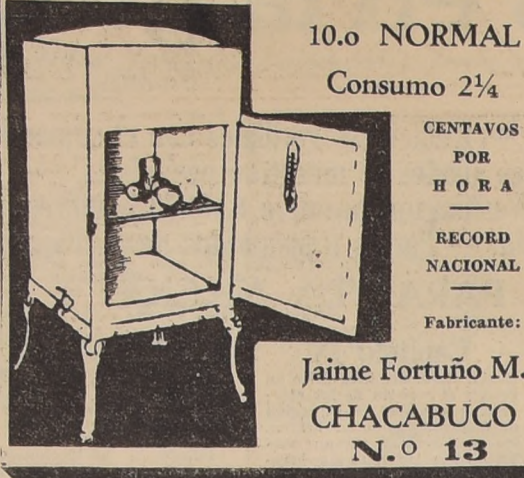 10.o NORMAL
Consumo 2¼
CENTAVOS
POR
HORA
RECORD
NACIONAL
Fabricante:
Jaime Fortuño M.
CHACABUCO
N.º 13